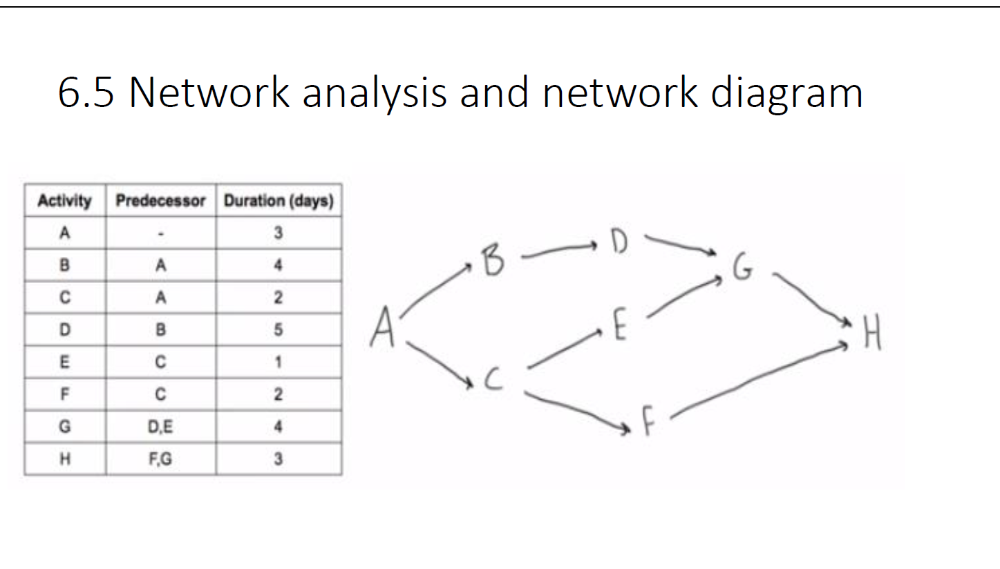 6.5 Network analysis and network diagram
Activity Predecessor Duration (days)
A - 3
B A 4
C A 2
D B 5
E C 1
F C 2
G D,E 4
H F,G 3
B D G
A E H
C F